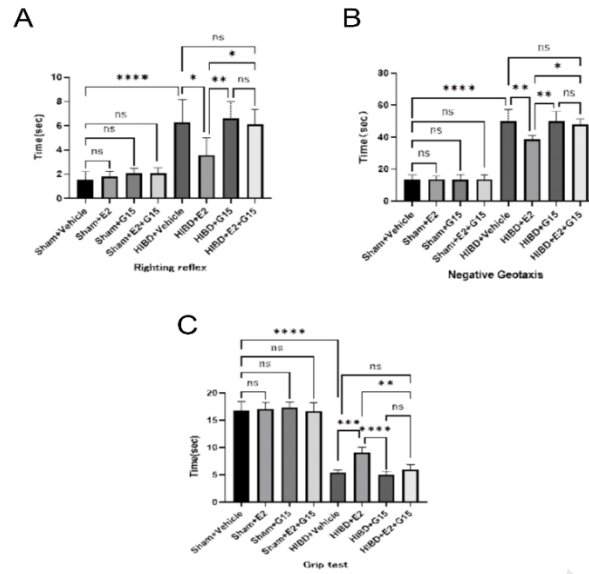 A
ns
*
****
*
**
ns
ns
ns
ns
10
8
6
4
2
0
Time(sec)
Sham+Vehicle
Sham+E2
Sham+G15
Sham+E2+G15
HIBD+Vehicle
HIBD+E2
HIBD+G15
HIBD+E2+G15
Righting reflex
B
ns
*
****
**
**
ns
ns
ns
ns
80
60
40
20
0
Time(sec)
Sham+Vehicle
Sham+E2
Sham+G15
Sham+E2+G15
HIBD+Vehicle
HIBD+E2
HIBD+G15
HIBD+E2+G15
Negative Geotaxis
C
****
ns
ns
**
ns
ns
ns
***
****
20
15
10
5
0
Time(sec)
Sham+Vehicle
Sham+E2
Sham+G15
Sham+E2+G15
HIBD+Vehicle
HIBD+E2
HIBD+G15
HIBD+E2+G15
Grip test